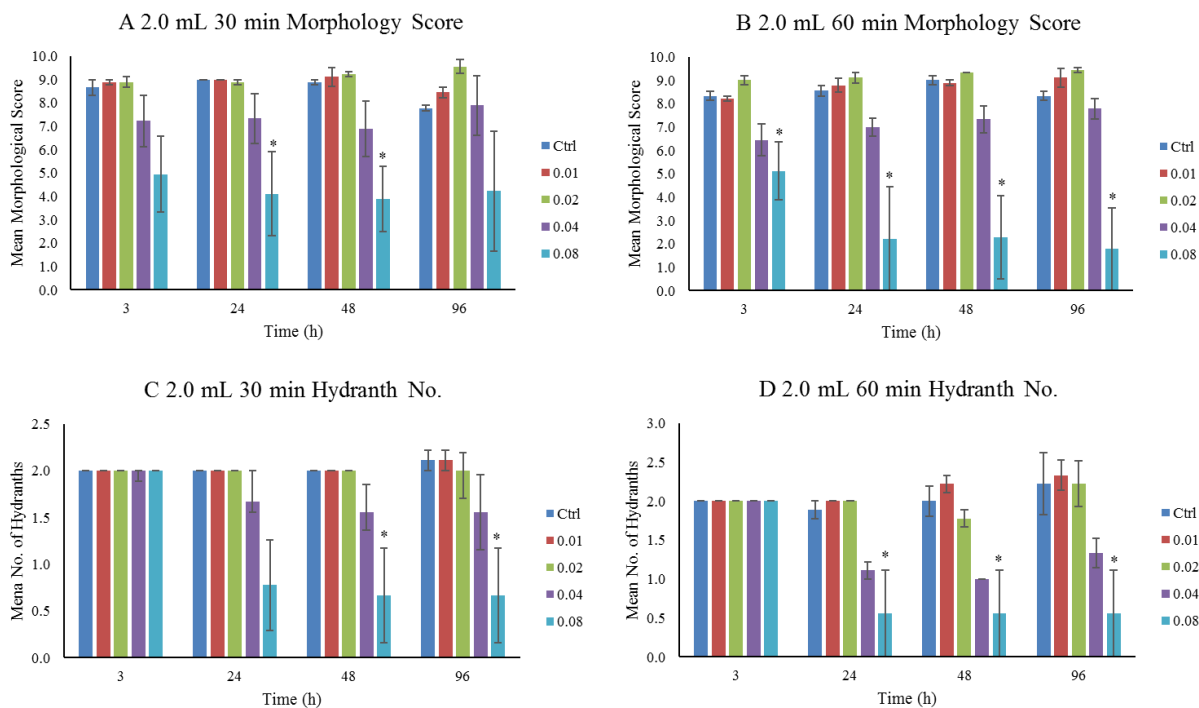 A 2.0 mL 30 min Morphology Score
Mean Morphological Score
10.0
9.0
8.0
7.0
6.0
5.0
4.0
3.0
2.0
1.0
0.0
* *
3 24 48 96
Time (h)
Ctrl
0.01
0.02
0.04
0.08
B 2.0 mL 60 min Morphology Score
Mean Morphological Score
10.0
9.0
8.0
7.0
6.0
5.0
4.0
3.0
2.0
1.0
0.0
* * * *
3 24 48 96
Time (h)
Ctrl
0.01
0.02
0.04
0.08
C 2.0 mL 30 min Hydranth No.
Mena No. of Hydranths
2.5
2.0
1.5
1.0
0.5
0.0
* *
3 24 48 96
Time (h)
Ctrl
0.01
0.02
0.04
0.08
D 2.0 mL 60 min Hydranth No.
Mean No. of Hydranths
3.0
2.5
2.0
1.5
1.0
0.5
0.0
* * *
3 24 48 96
Time (h)
Ctrl
0.01
0.02
0.04
0.08